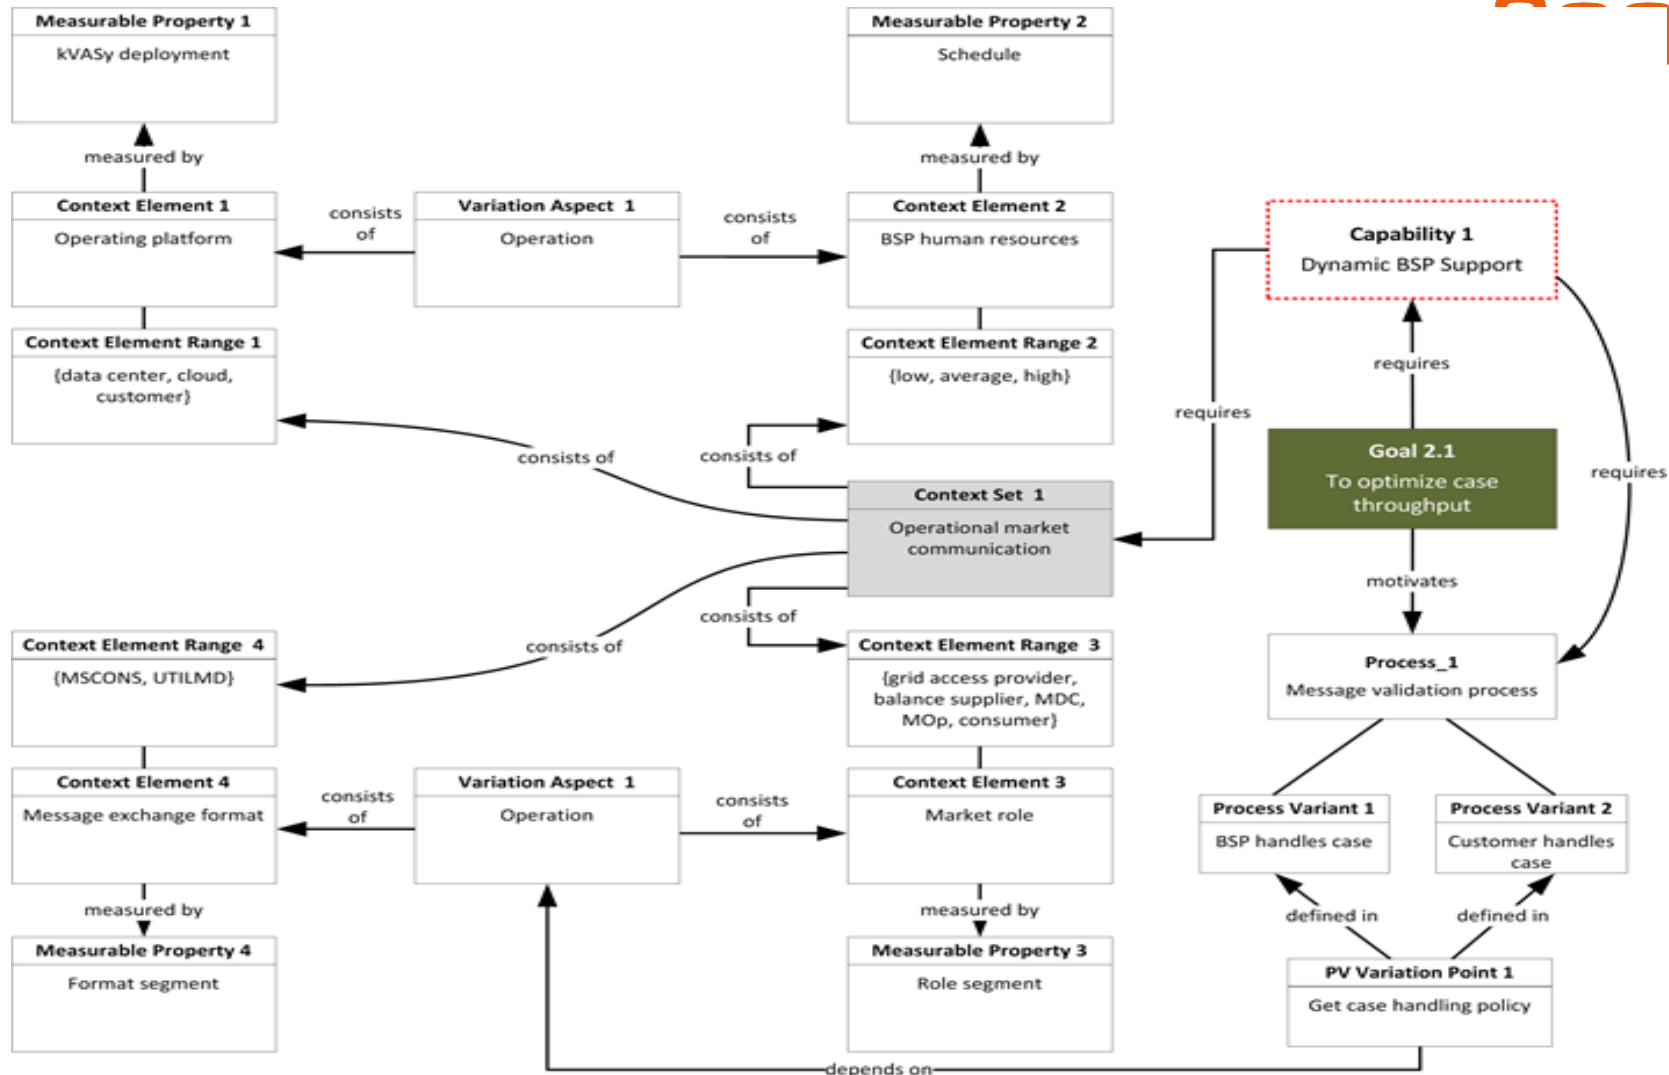 Measurable Property 1
kVASy deployment
Measurable Property 2
Schedule
measured by
measured by
Context Element 1
Operating platform
consists
of
Variation Aspect 1
Operation
consists
of
Context Element 2
BSP human resources
Capability 1
Dynamic BSP Support
Context Element Range 1
{data center, cloud,
customer}
Context Element Range 2
{low, average, high}
requires
requires
consists of
consists of
Goal 2.1
To optimize case
throughput
requires
Context Set 1
Operational market
communication
motivates
consists of
consists of
Context Element Range 4
{MSCONS, UTILMD}
Context Element Range 3
{grid access provider,
balance supplier, MDC,
MOp, consumer}
Process_1
Message validation process
Context Element 4
Message exchange format
consists
of
Variation Aspect 1
Operation
consists
of
Context Element 3
Market role
Process Variant 1
BSP handles case
Process Variant 2
Customer handles
case
measured by
measured by
defined in
defined in
Measurable Property 4
Format segment
Measurable Property 3
Role segment
PV Variation Point 1
Get case handling policy
depends on